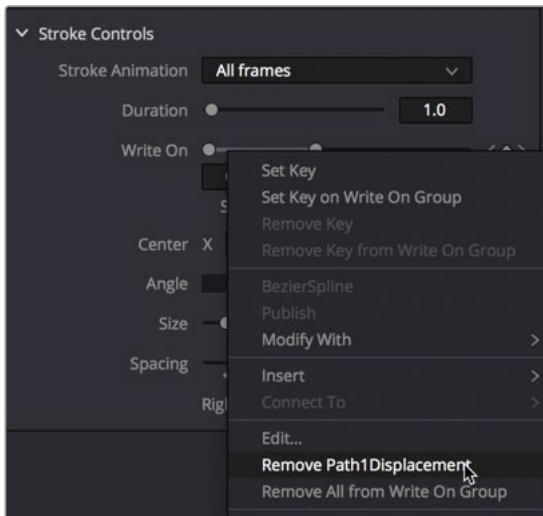 Stroke Controls
Stroke Animation All frames
Duration 1.0
Write On
Set Key
Set Key on Write On Group
Remove Key
Remove Key from Write On Group
Center X
Angle
BezierSpline
Publish
Size
Modify With
Spacing
Insert
Connect To
Edit...
Remove Path1Displacement
Remove All from Write On Group